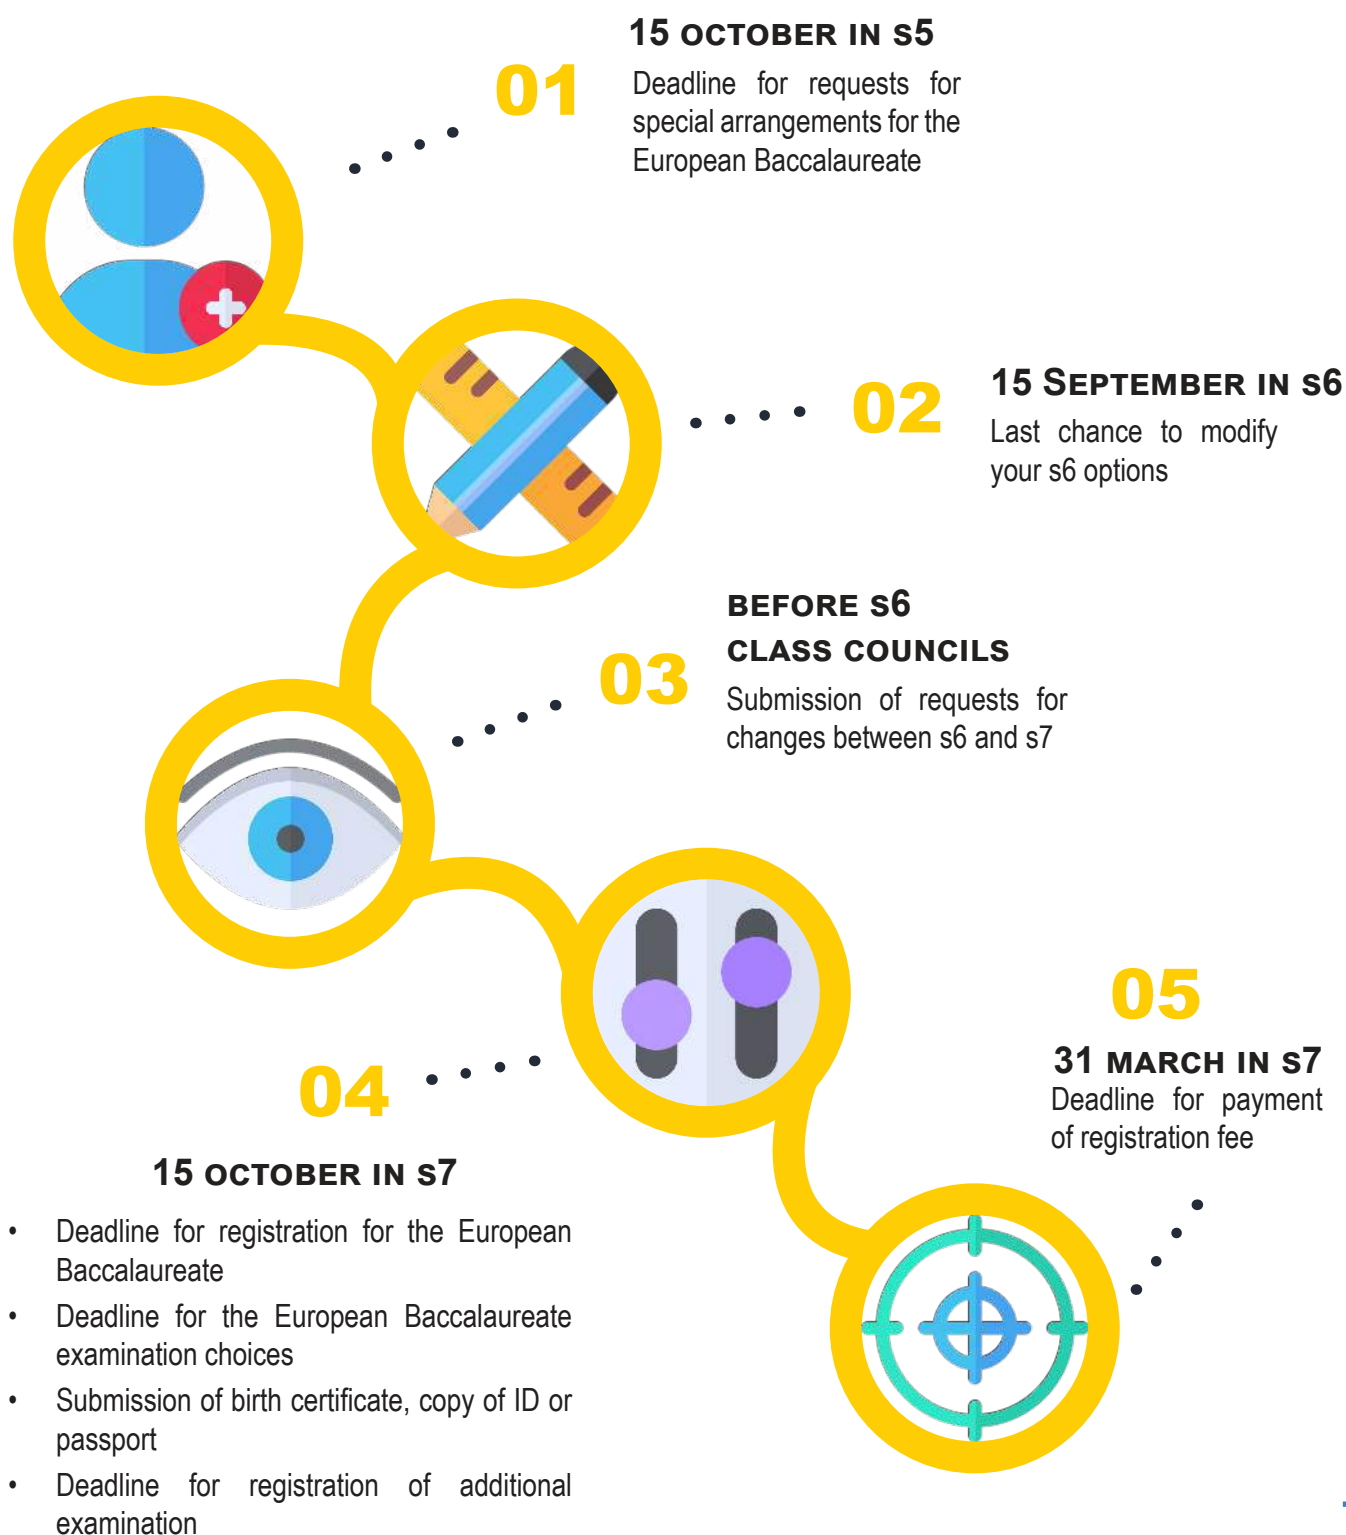 01
15 OCTOBER IN S5
Deadline for requests for
special arrangements for the
European Baccalaureate
02
15 SEPTEMBER IN S6
Last chance to modify
your s6 options
03
BEFORE S6
CLASS COUNCILS
Submission of requests for
changes between s6 and s7
04
15 OCTOBER IN S7
• Deadline for registration for the European
Baccalaureate
• Deadline for the European Baccalaureate
examination choices
• Submission of birth certificate, copy of ID or
passport
• Deadline for registration of additional
examination
05
31 MARCH IN S7
Deadline for payment
of registration fee